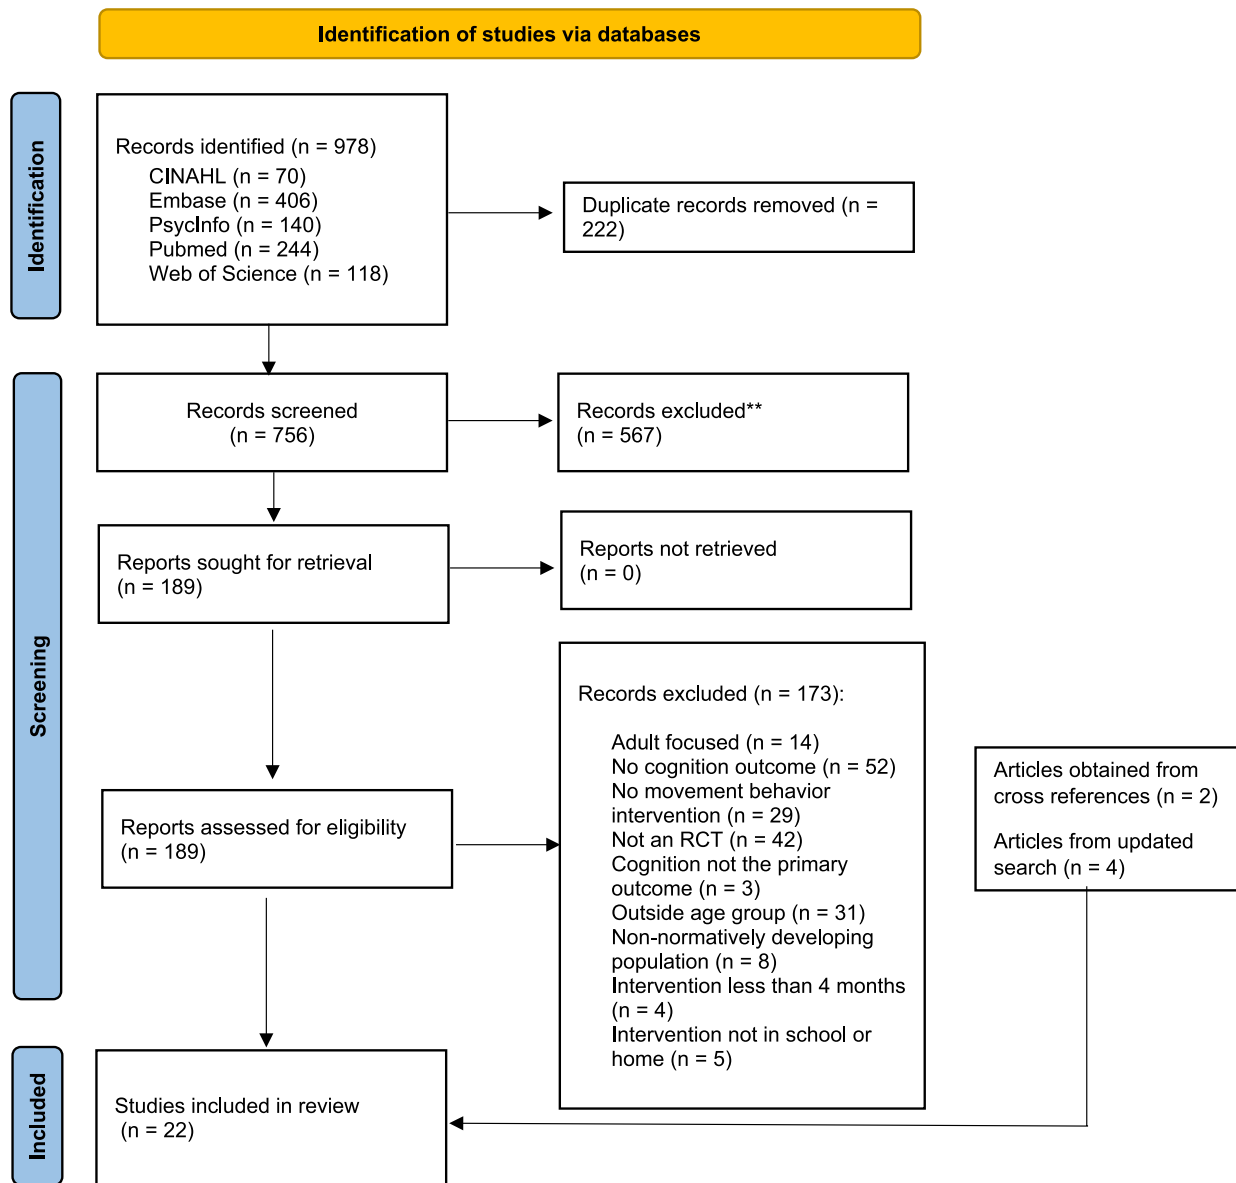 Identification of studies via databases
Identification
Records identified (n = 978)
CINAHL (n = 70)
Embase (n = 406)
PsycInfo (n = 140)
Pubmed (n = 244)
Web of Science (n = 118)
Duplicate records removed (n =
222)
Screening
Records screened
(n = 756)
Records excluded**
(n = 567)
Reports sought for retrieval
(n = 189)
Reports not retrieved
(n = 0)
Reports assessed for eligibility
(n = 189)
Records excluded (n = 173):
Adult focused (n = 14)
No cognition outcome (n = 52)
No movement behavior
intervention (n = 29)
Not an RCT (n = 42)
Cognition not the primary
outcome (n = 3)
Outside age group (n = 31)
Non-normatively developing
population (n = 8)
Intervention less than 4 months
(n = 4)
Intervention not in school or
home (n = 5)
Articles obtained from
cross references (n = 2)
Articles from updated
search (n = 4)
Included
Studies included in review
(n = 22)